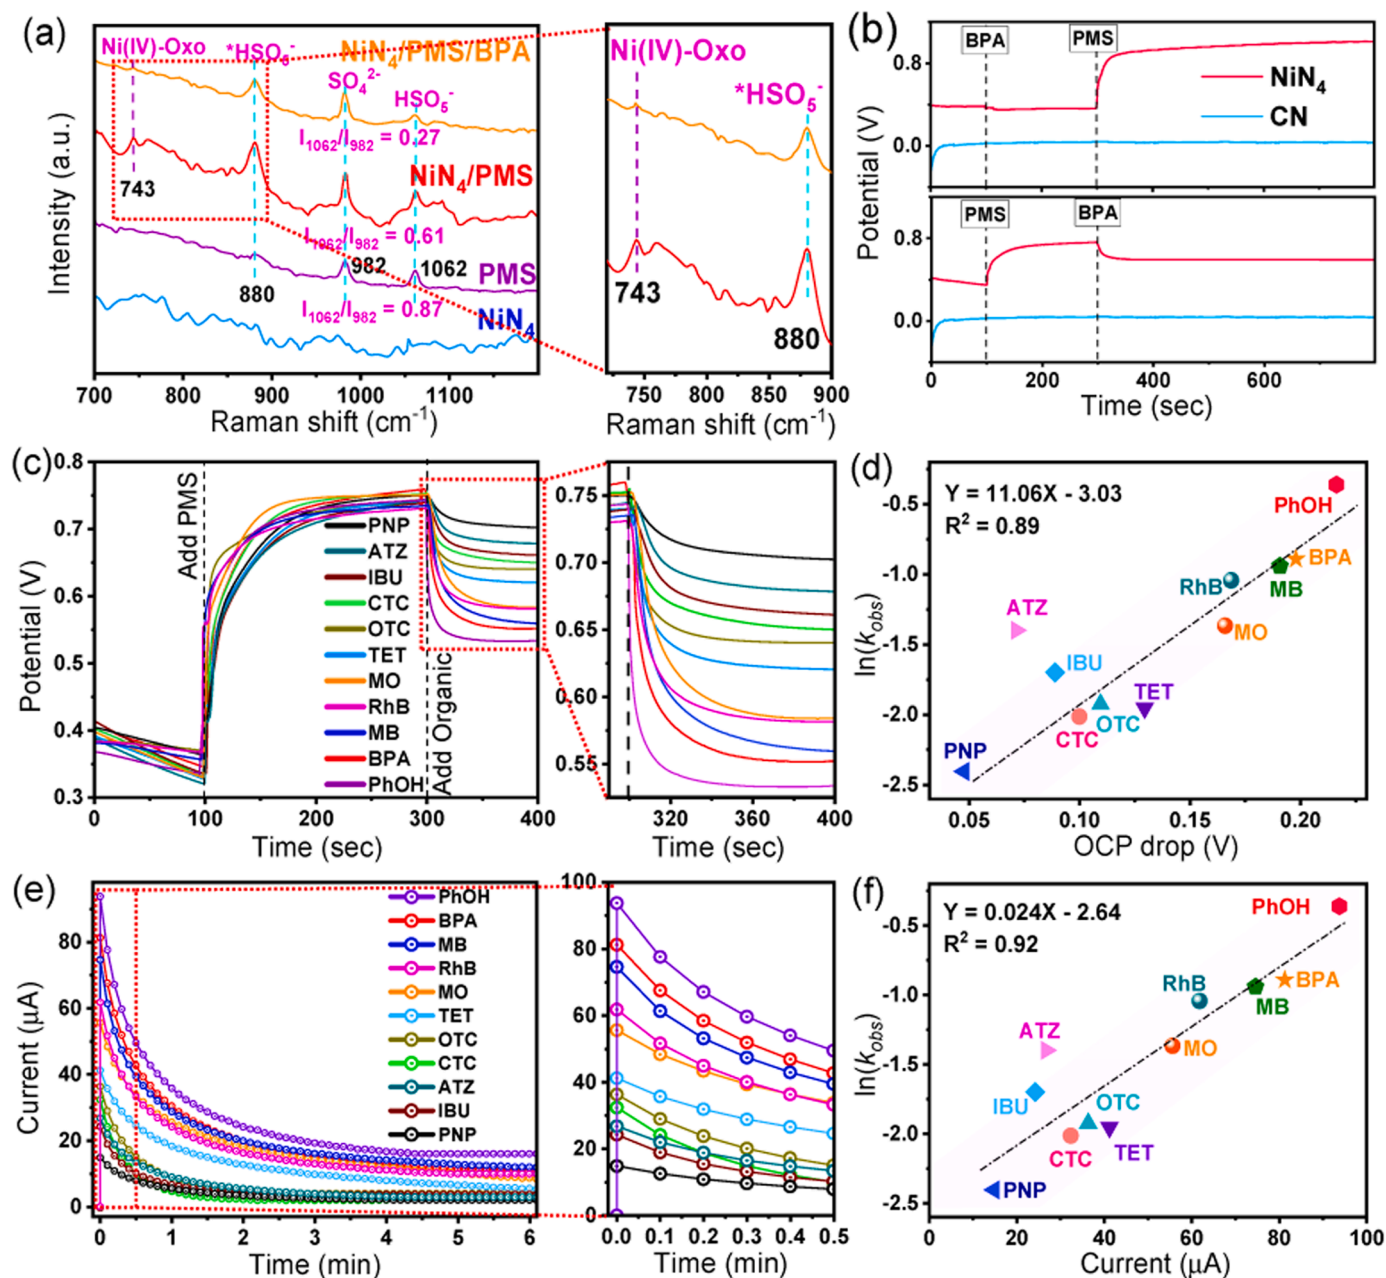 (a)
Intensity (a.u.)
Ni(IV)-Oxo
*HSO₅⁻
NiN₄/PMS/BPA
SO₄²⁻
HSO₅⁻
I₁₀₆₂/I₉₈₂ = 0.27
743
NiN₄/PMS
I₁₀₆₂/I₉₈₂ = 0.61
982
1062
PMS
880
I₁₀₆₂/I₉₈₂ = 0.87
NiN₄
700 800 900 1000 1100
Raman shift (cm⁻¹)
Ni(IV)-Oxo
*HSO₅⁻
743
880
750 800 850 900
Raman shift (cm⁻¹)
(b)
Potential (V)
BPA
PMS
0.8
NiN₄
CN
0.0
PMS
BPA
0.8
0.0
0 200 400 600
Time (sec)
(c)
Potential (V)
0.8
0.7
0.6
0.5
0.4
0.3
Add PMS
Add Organic
PNP
ATZ
IBU
CTC
OTC
TET
MO
RhB
MB
BPA
PhOH
0 100 200 300 400
Time (sec)
0.75
0.70
0.65
0.60
0.55
320 360 400
Time (sec)
(d)
ln(kobs)
Y = 11.06X - 3.03
R² = 0.89
-0.5
-1.0
-1.5
-2.0
-2.5
PhOH
BPA
MB
RhB
MO
ATZ
IBU
TET
OTC
CTC
PNP
0.05 0.10 0.15 0.20
OCP drop (V)
(e)
Current (μA)
80
60
40
20
0
PhOH
BPA
MB
RhB
MO
TET
OTC
CTC
ATZ
IBU
PNP
0 1 2 3 4 5 6
Time (min)
100
80
60
40
20
0
0.0 0.1 0.2 0.3 0.4 0.5
Time (min)
(f)
ln(kobs)
Y = 0.024X - 2.64
R² = 0.92
-0.5
-1.0
-1.5
-2.0
-2.5
PhOH
RhB
BPA
MB
ATZ
MO
IBU
OTC
CTC
TET
PNP
0 20 40 60 80 100
Current (μA)